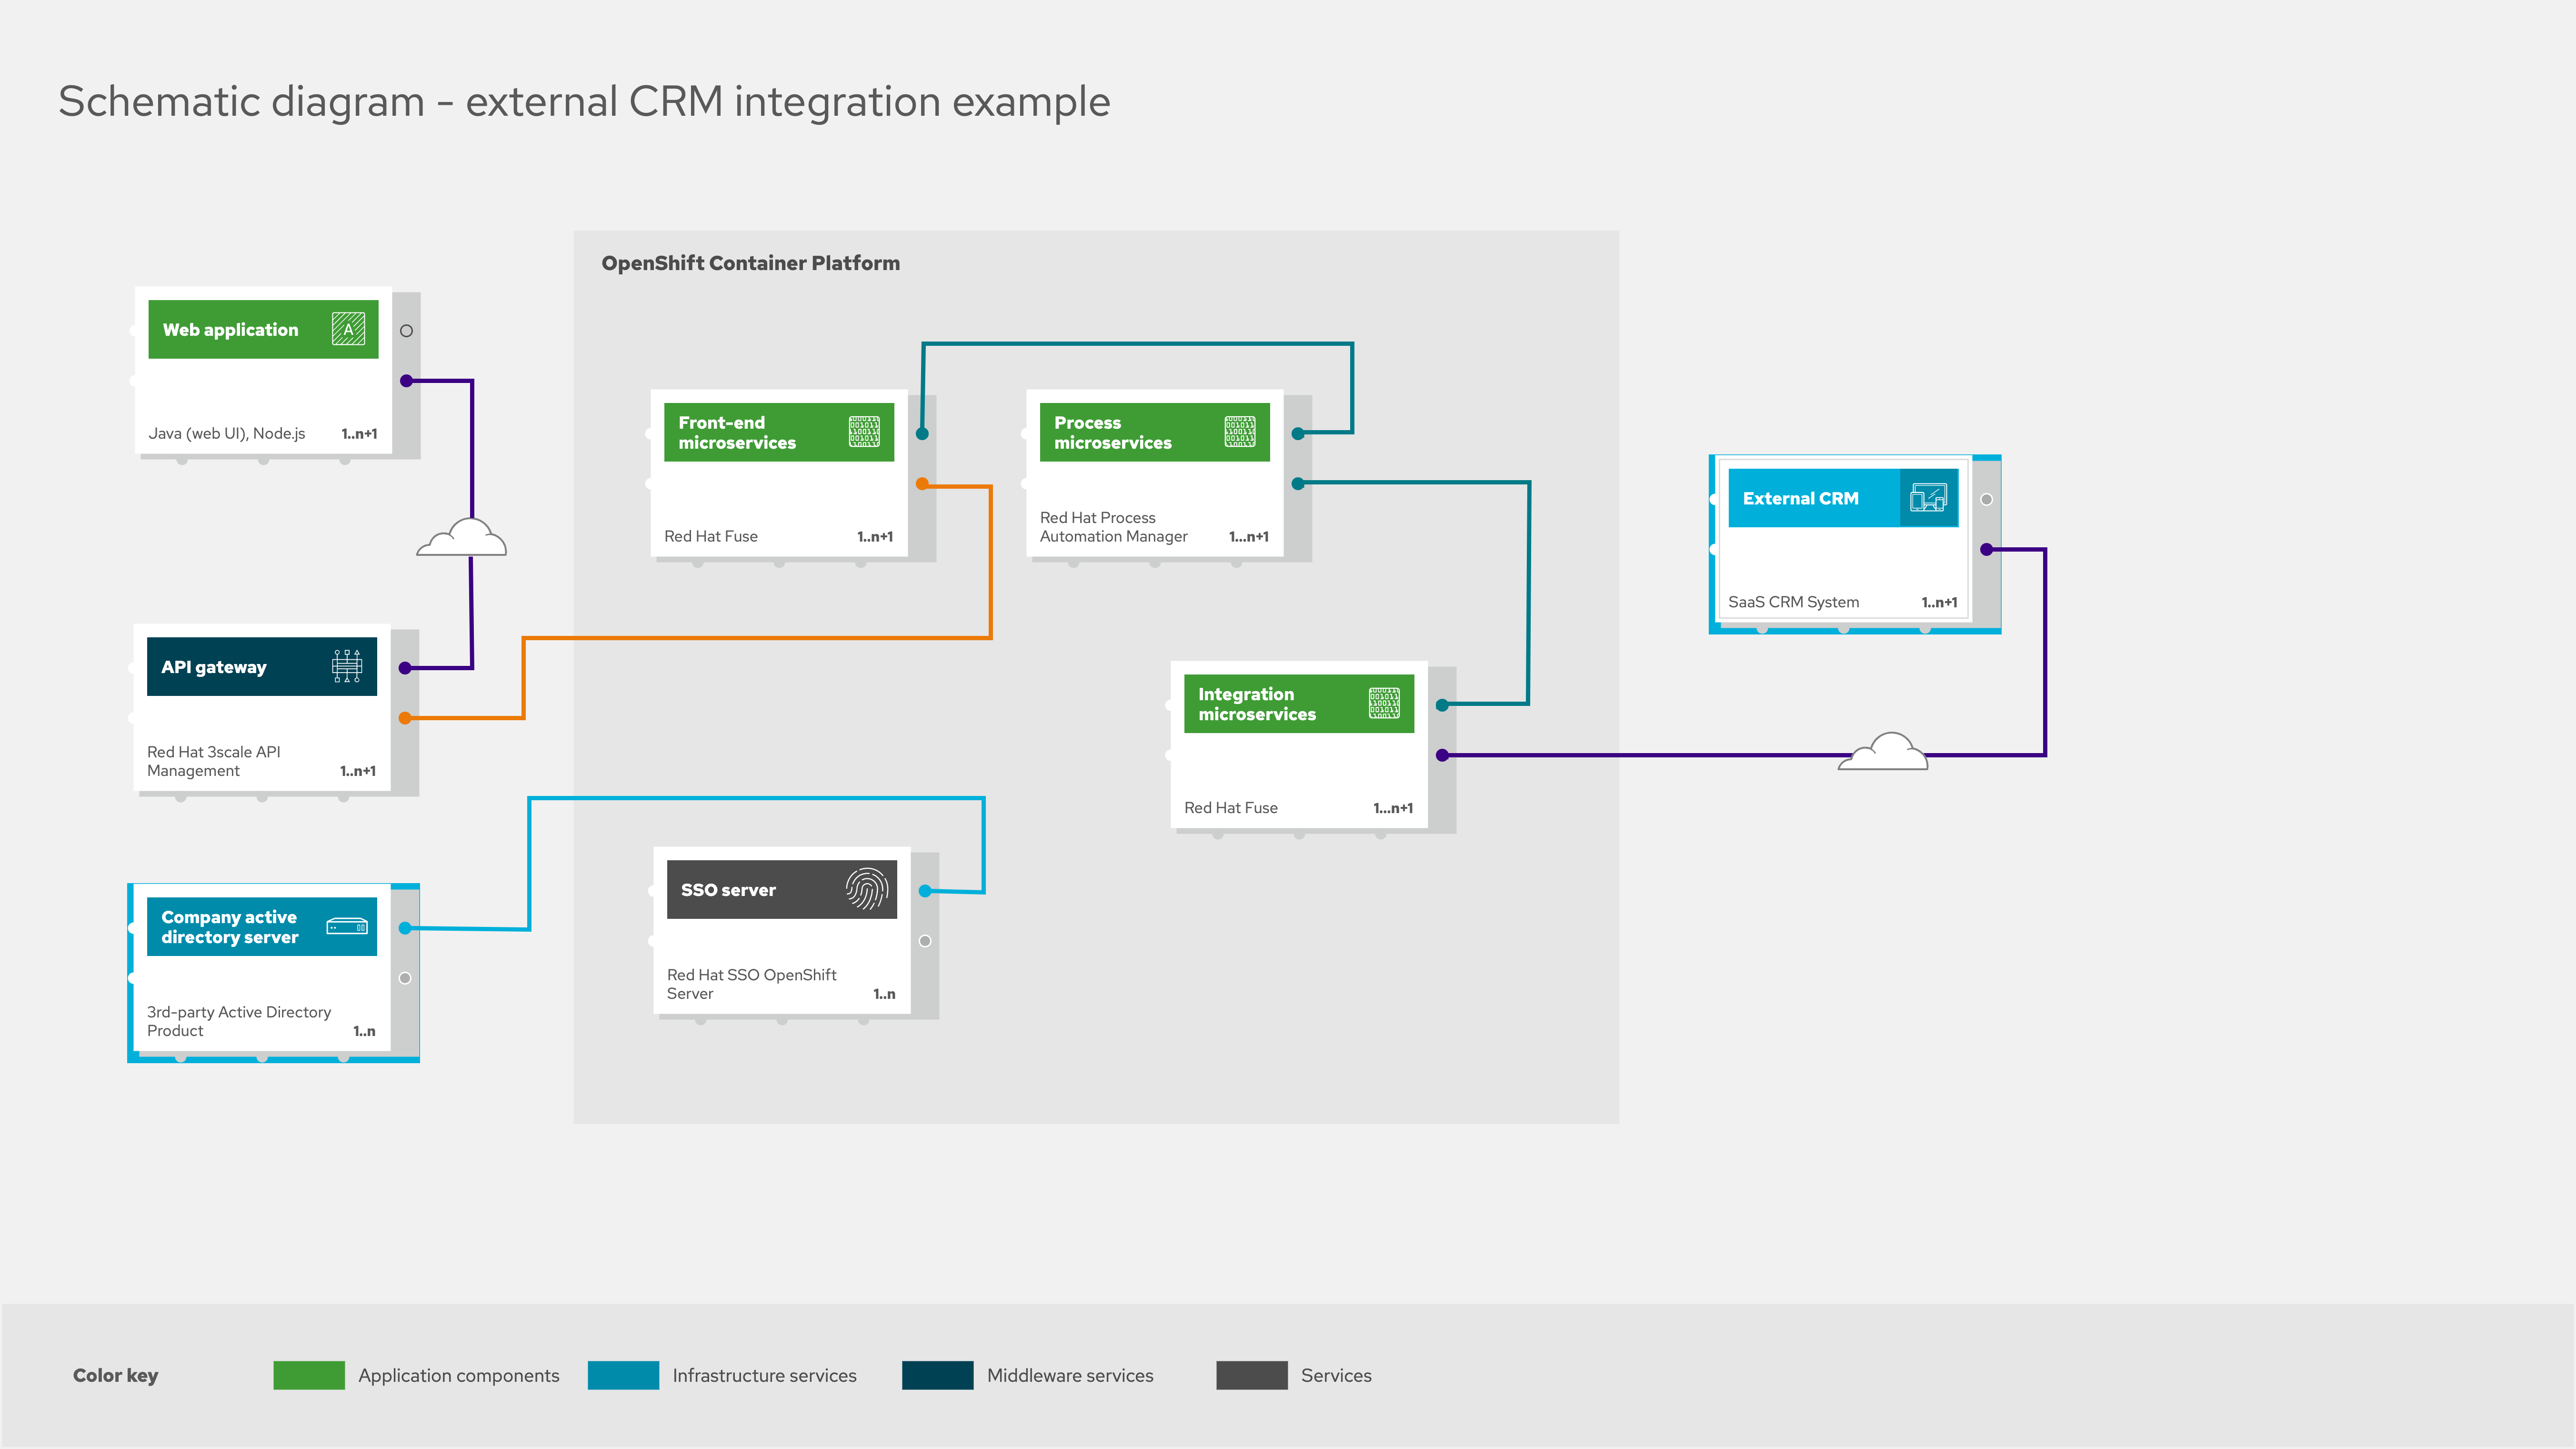 Schematic diagram - external CRM integration example
OpenShift Container Platform
Web application
A
Java (web UI), Node.js 1..n+1
Front-end
microservices
Red Hat Fuse 1..n+1
Process
microservices
Red Hat Process
Automation Manager 1...n+1
External CRM
SaaS CRM System 1..n+1
API gateway
Red Hat 3scale API
Management 1..n+1
Integration
microservices
Red Hat Fuse 1...n+1
Company active
directory server
3rd-party Active Directory
Product 1..n
SSO server
Red Hat SSO OpenShift
Server 1..n
Color key
Application components
Infrastructure services
Middleware services
Services